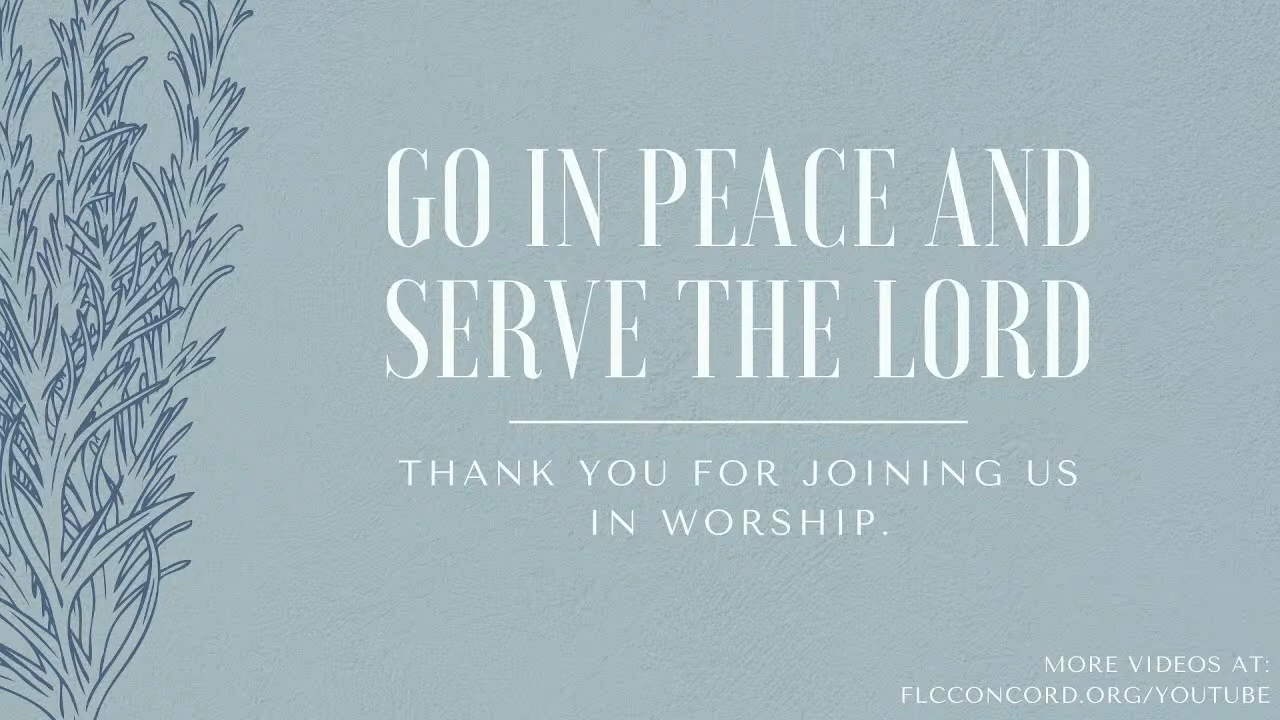 GO IN PEACE AND
SERVE THE LORD
THANK YOU FOR JOINING US
IN WORSHIP.
MORE VIDEOS AT:
FLCCONCORD.ORG/YOUTUBE